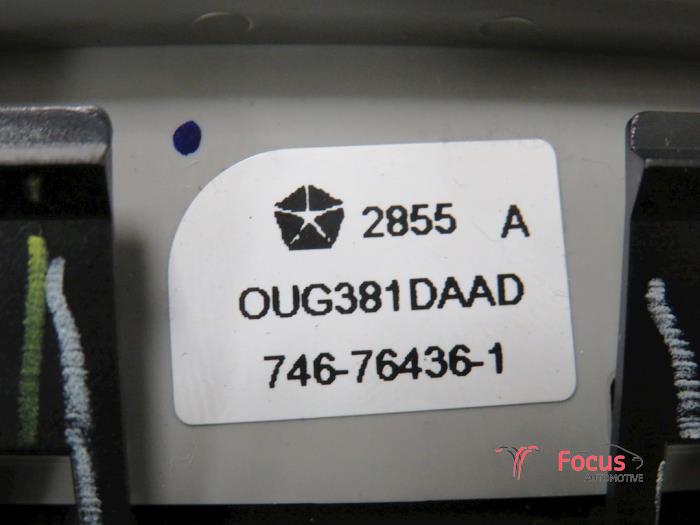 2855 A
OUG381DAAD
746-76436-1
Focus
AUTOMOTIVE